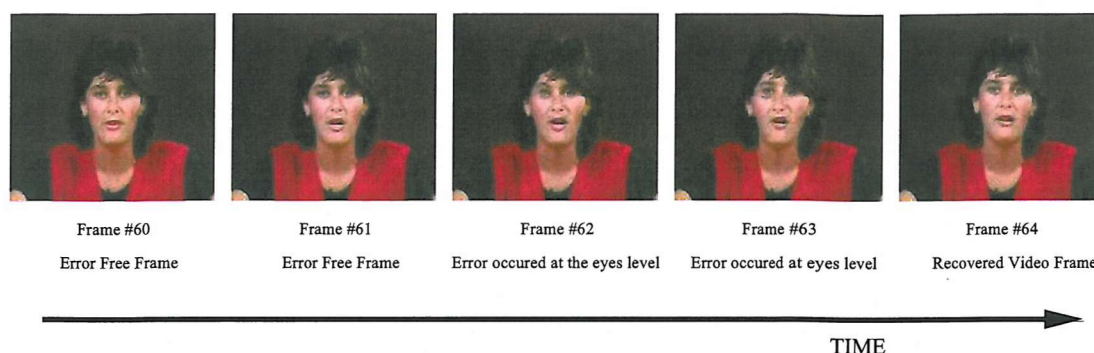 Frame #60 Frame #61 Frame #62 Frame #63 Frame #64
Error Free Frame Error Free Frame Error occured at the eyes level Error occured at eyes level Recovered Video Frame
TIME